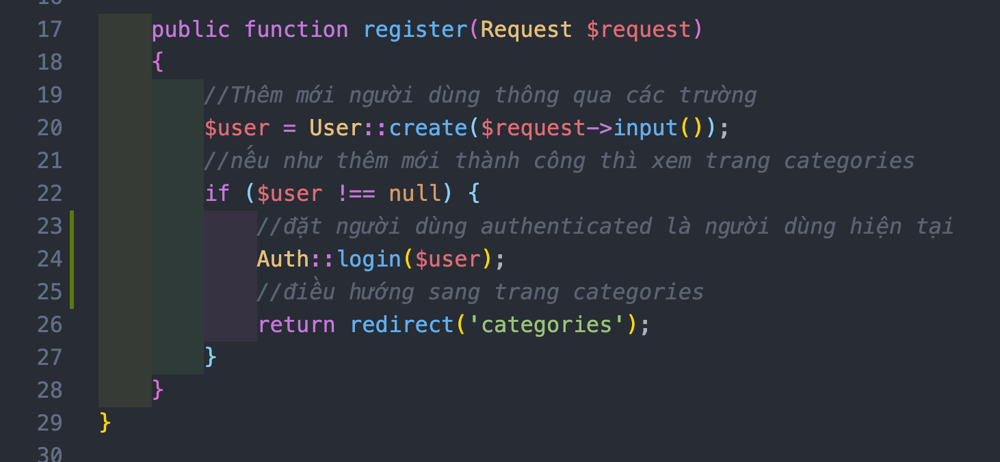 17 public function register(Request $request)
18 {
19 //Thêm mới người dùng thông qua các trường
20 $user = User::create($request->input());
21 //nếu như thêm mới thành công thì xem trang categories
22 if ($user !== null) {
23 //đặt người dùng authenticated là người dùng hiện tại
24 Auth::login($user);
25 //điều hướng sang trang categories
26 return redirect('categories');
27 }
28 }
29 }
30